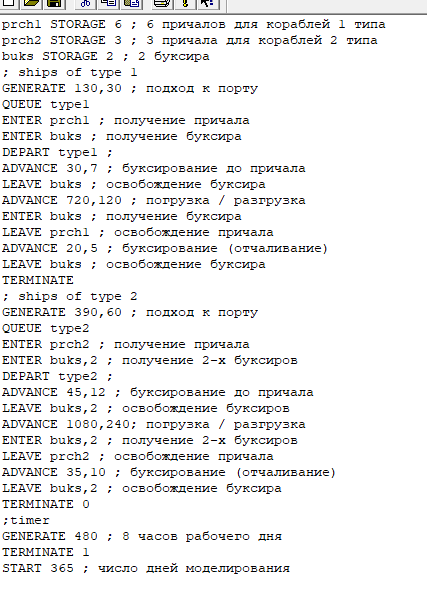 prch1 STORAGE 6 ; 6 причалов для кораблей 1 типа
prch2 STORAGE 3 ; 3 причала для кораблей 2 типа
buks STORAGE 2 ; 2 буксира
; ships of type 1
GENERATE 130,30 ; подход к порту
QUEUE type1
ENTER prch1 ; получение причала
ENTER buks ; получение буксира
DEPART type1 ;
ADVANCE 30,7 ; буксирование до причала
LEAVE buks ; освобождение буксира
ADVANCE 720,120 ; погрузка / разгрузка
ENTER buks ; получение буксира
LEAVE prch1 ; освобождение причала
ADVANCE 20,5 ; буксирование (отчаливание)
LEAVE buks ; освобождение буксира
TERMINATE
; ships of type 2
GENERATE 390,60 ; подход к порту
QUEUE type2
ENTER prch2 ; получение причала
ENTER buks,2 ; получение 2-х буксиров
DEPART type2 ;
ADVANCE 45,12 ; буксирование до причала
LEAVE buks,2 ; освобождение буксиров
ADVANCE 1080,240; погрузка / разгрузка
ENTER buks,2 ; получение 2-х буксиров
LEAVE prch2 ; освобождение причала
ADVANCE 35,10 ; буксирование (отчаливание)
LEAVE buks,2 ; освобождение буксира
TERMINATE 0
;timer
GENERATE 480 ; 8 часов рабочего дня
TERMINATE 1
START 365 ; число дней моделирования